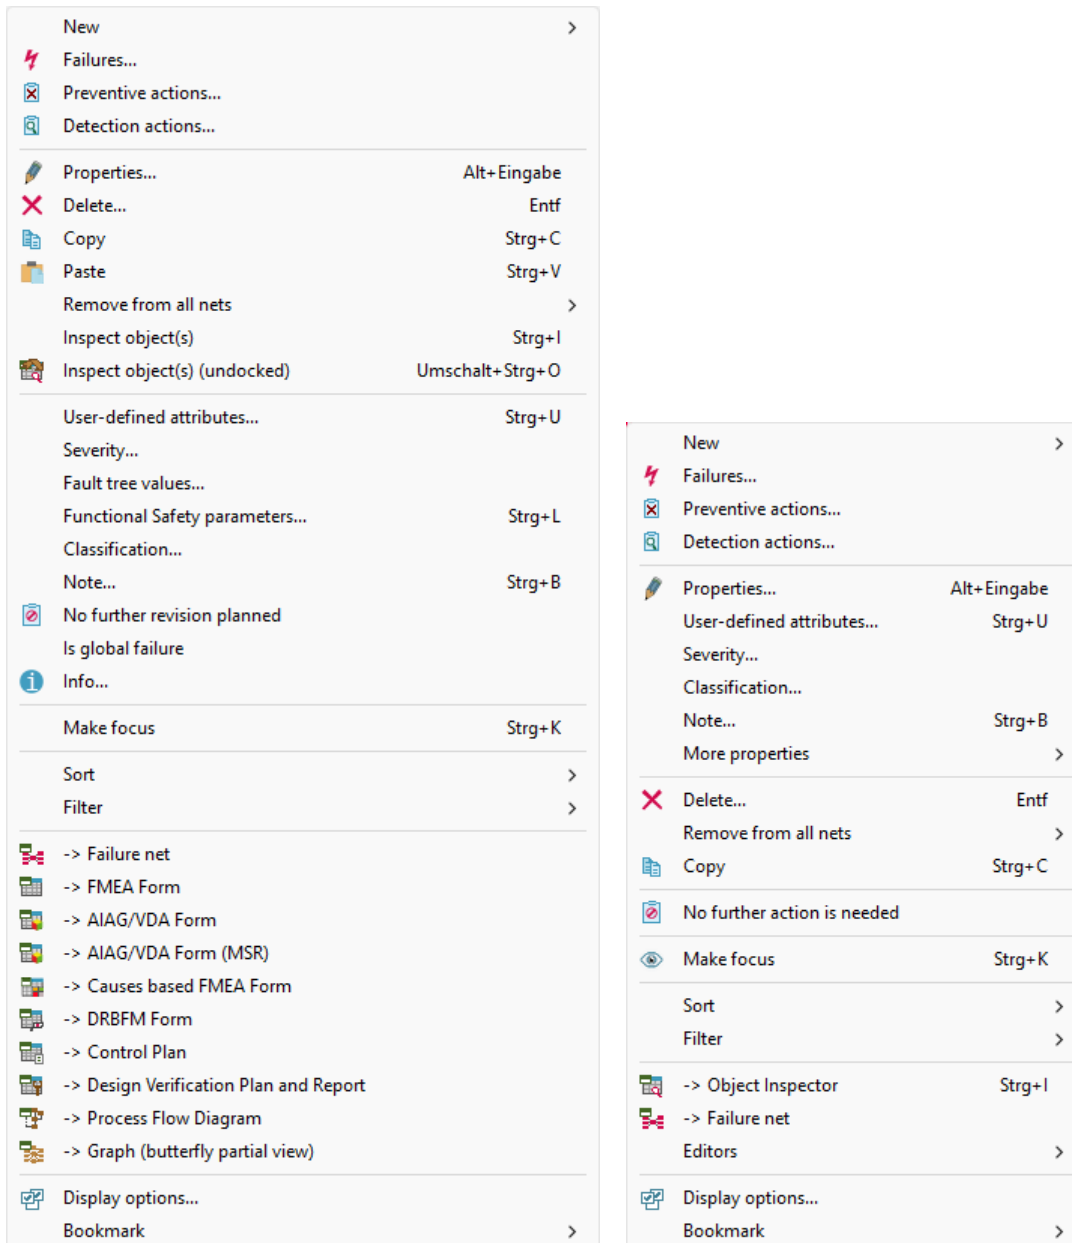 New
Failures...
Preventive actions...
Detection actions...
Properties... Alt+Eingabe
Delete... Entf
Copy Strg+C
Paste Strg+V
Remove from all nets
Inspect object(s) Strg+I
Inspect object(s) (undocked) Umschalt+Strg+O
User-defined attributes... Strg+U
Severity...
Fault tree values...
Functional Safety parameters... Strg+L
Classification...
Note... Strg+B
No further revision planned
Is global failure
Info...
Make focus Strg+K
Sort
Filter
-> Failure net
-> FMEA Form
-> AIAG/VDA Form
-> AIAG/VDA Form (MSR)
-> Causes based FMEA Form
-> DRBFM Form
-> Control Plan
-> Design Verification Plan and Report
-> Process Flow Diagram
-> Graph (butterfly partial view)
Display options...
Bookmark
New
Failures...
Preventive actions...
Detection actions...
Properties... Alt+Eingabe
User-defined attributes... Strg+U
Severity...
Classification...
Note... Strg+B
More properties
Delete... Entf
Remove from all nets
Copy Strg+C
No further action is needed
Make focus Strg+K
Sort
Filter
-> Object Inspector Strg+I
-> Failure net
Editors
Display options...
Bookmark